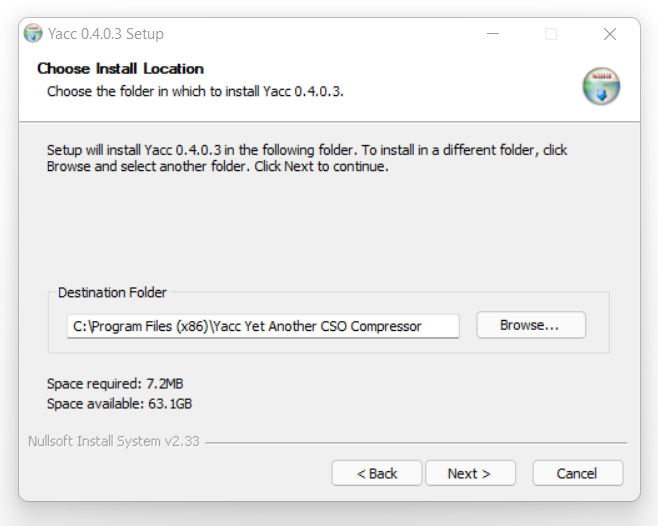 Yacc 0.4.0.3 Setup
Choose Install Location
Choose the folder in which to install Yacc 0.4.0.3.
Setup will install Yacc 0.4.0.3 in the following folder. To install in a different folder, click
Browse and select another folder. Click Next to continue.
Destination Folder
C:\Program Files (x86)\Yacc Yet Another CSO Compressor
Browse...
Space required: 7.2MB
Space available: 63.1GB
Nullsoft Install System v2.33
< Back
Next >
Cancel